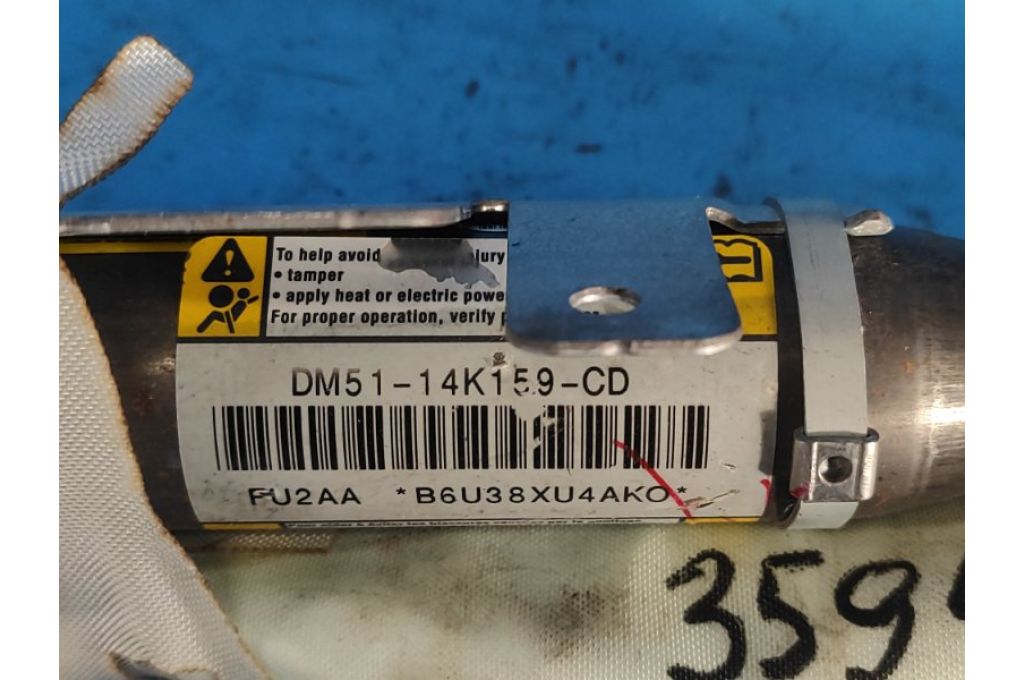 To help avoid
• tamper
• apply heat or electric powe
For proper operation, verify
DM51-14K159-CD
FU2AA *B6U38XU4AKO*
359